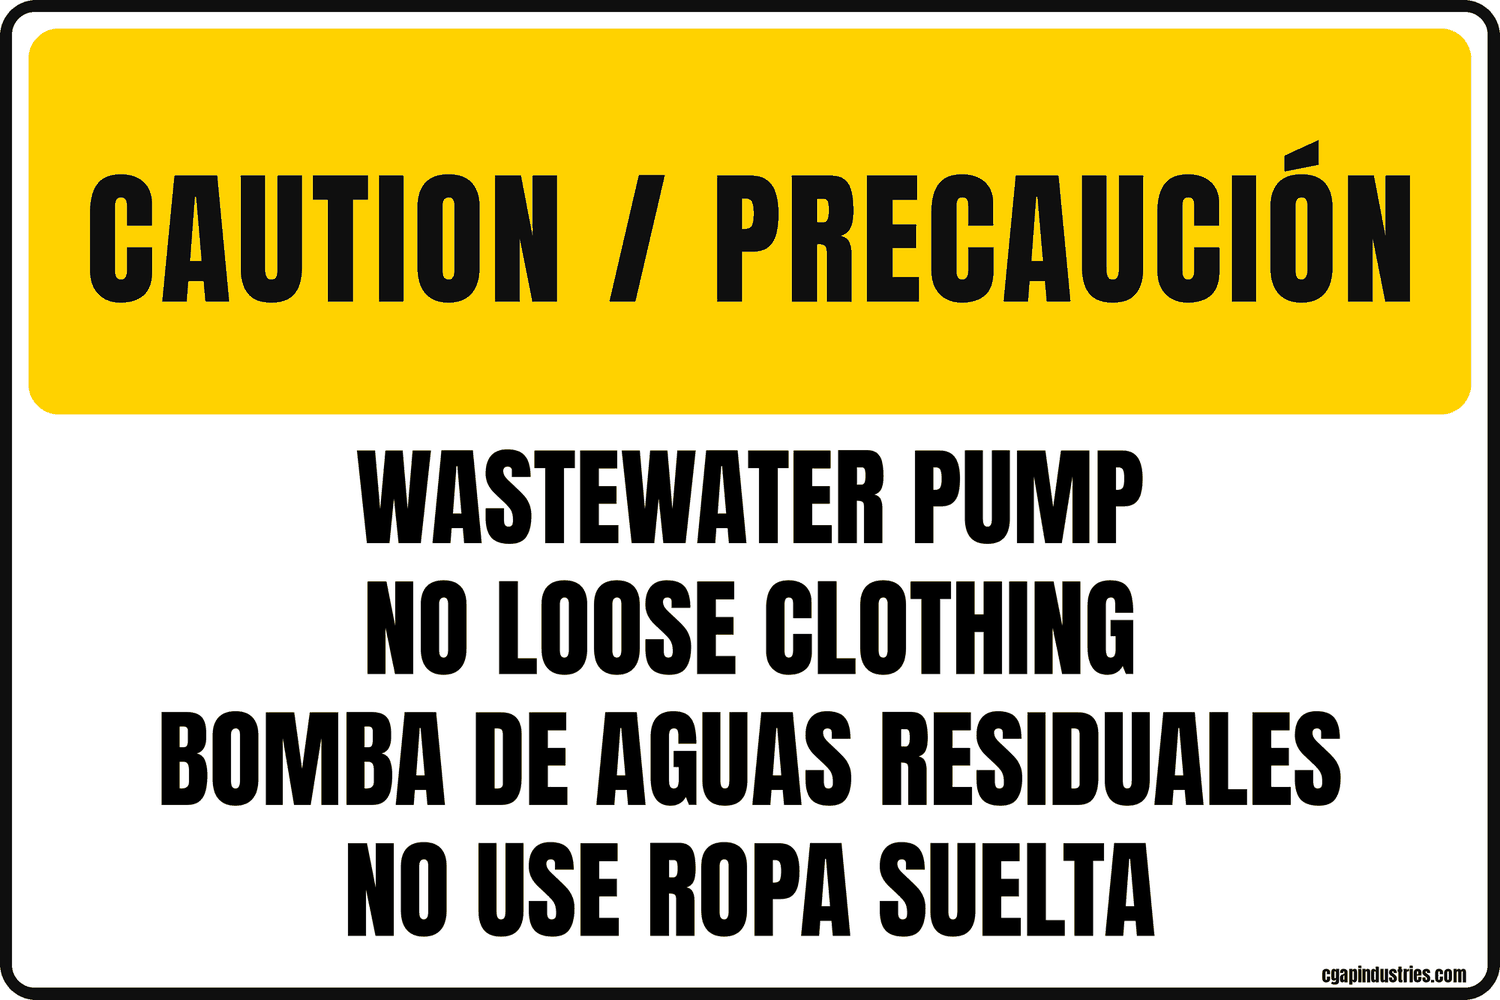 CAUTION / PRECAUCIÓN
WASTEWATER PUMP
NO LOOSE CLOTHING
BOMBA DE AGUAS RESIDUALES
NO USE ROPA SUELTA
cgapindustries.com